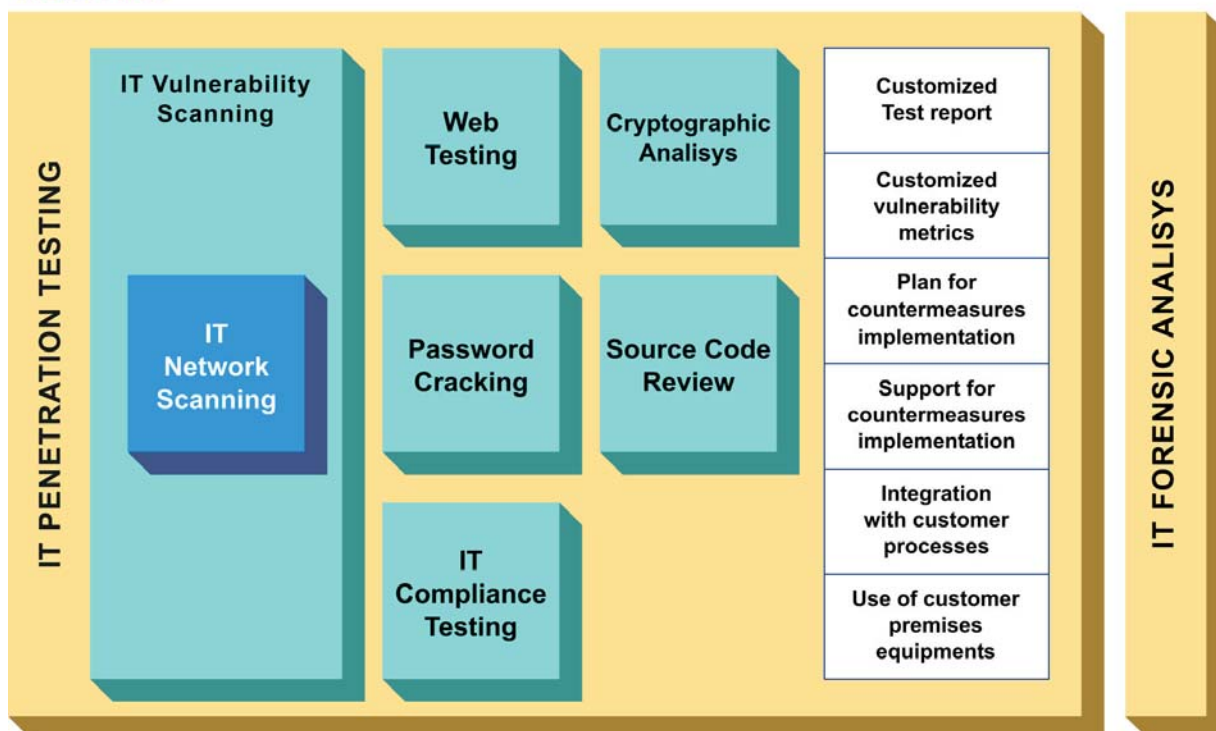 IT PENETRATION TESTING
IT Vulnerability
Scanning
IT
Network
Scanning
Web
Testing
Cryptographic
Analisys
Password
Cracking
Source Code
Review
IT
Compliance
Testing
Customized
Test report
Customized
vulnerability
metrics
Plan for
countermeasures
implementation
Support for
countermeasures
implementation
Integration
with customer
processes
Use of customer
premises
equipments
IT FORENSIC ANALISYS